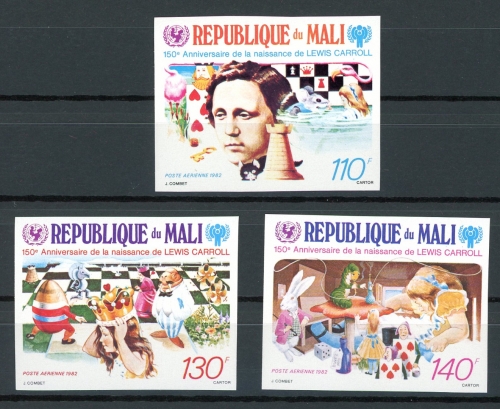 REPUBLIQUE du MALI
150e Anniversaire de la naissance de LEWIS CARROLL
110F
POSTE AERIENNE 1982
J. COMBET
CARTOR
REPUBLIQUE du MALI
150e Anniversaire de la naissance de LEWIS CARROLL
130F
POSTE AERIENNE 1982
J. COMBET
CARTOR
REPUBLIQUE du MALI
150e Anniversaire de la naissance de LEWIS CARROLL
140F
POSTE AERIENNE 1982
J. COMBET
CARTOR